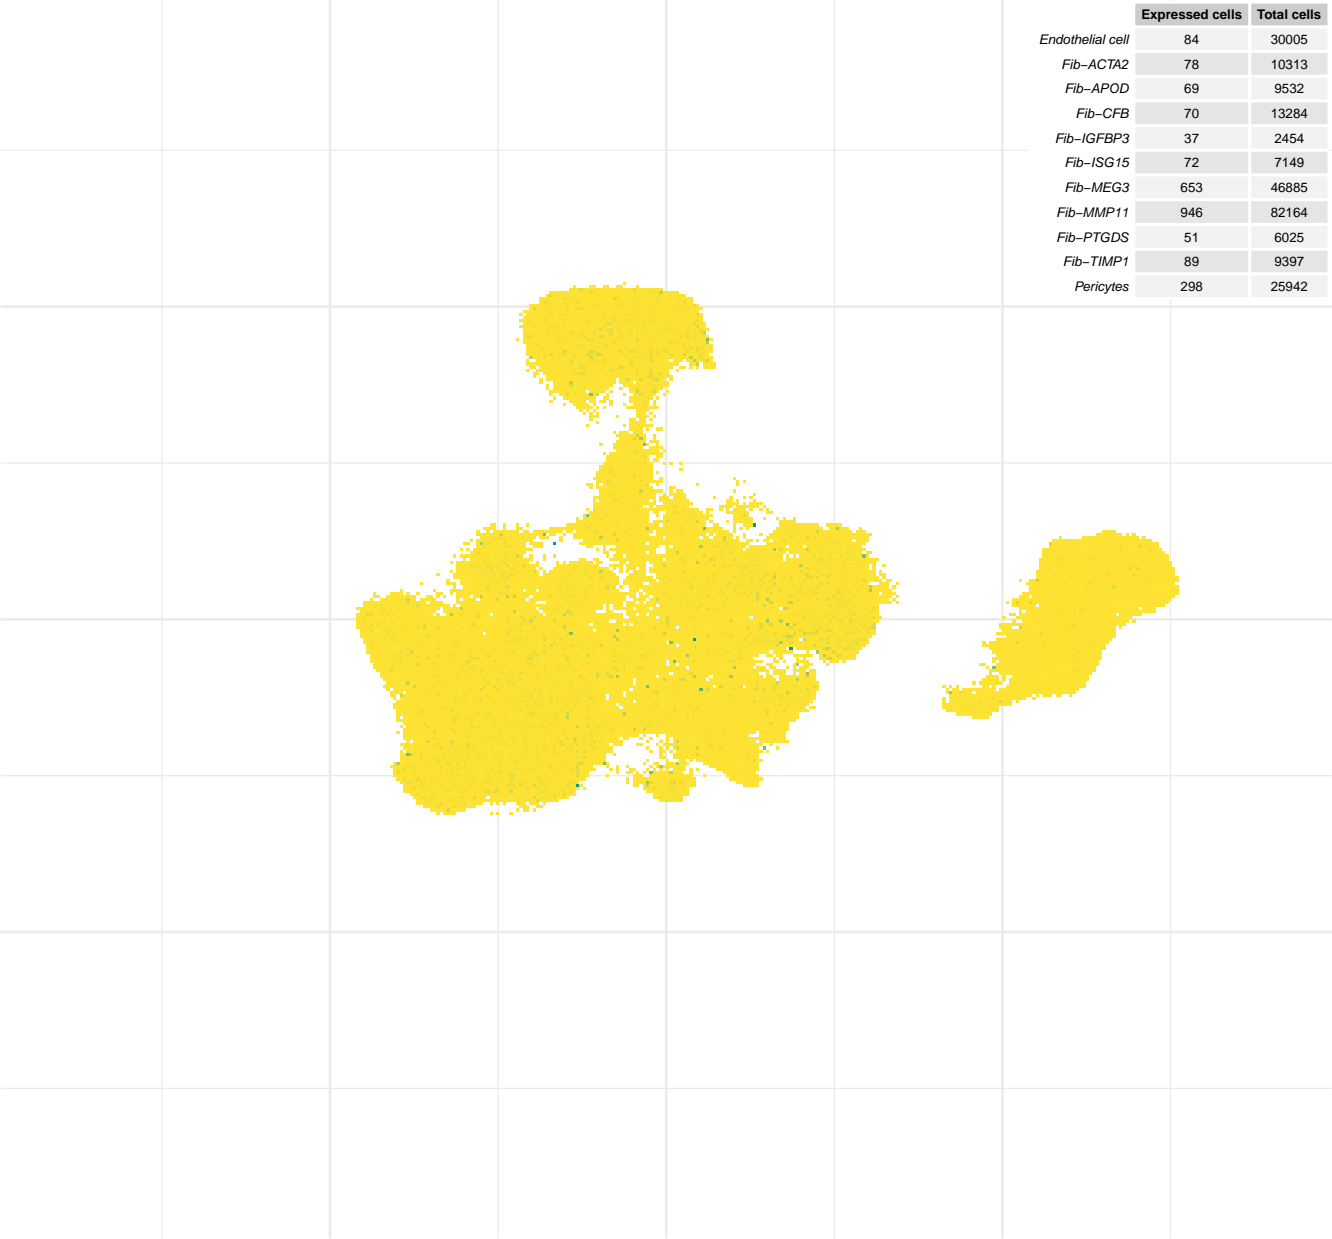 Expressed cells Total cells
Endothelial cell 84 30005
Fib−ACTA2 78 10313
Fib−APOD 69 9532
Fib−CFB 70 13284
Fib−IGFBP3 37 2454
Fib−ISG15 72 7149
Fib−MEG3 653 46885
Fib−MMP11 946 82164
Fib−PTGDS 51 6025
Fib−TIMP1 89 9397
Pericytes 298 25942